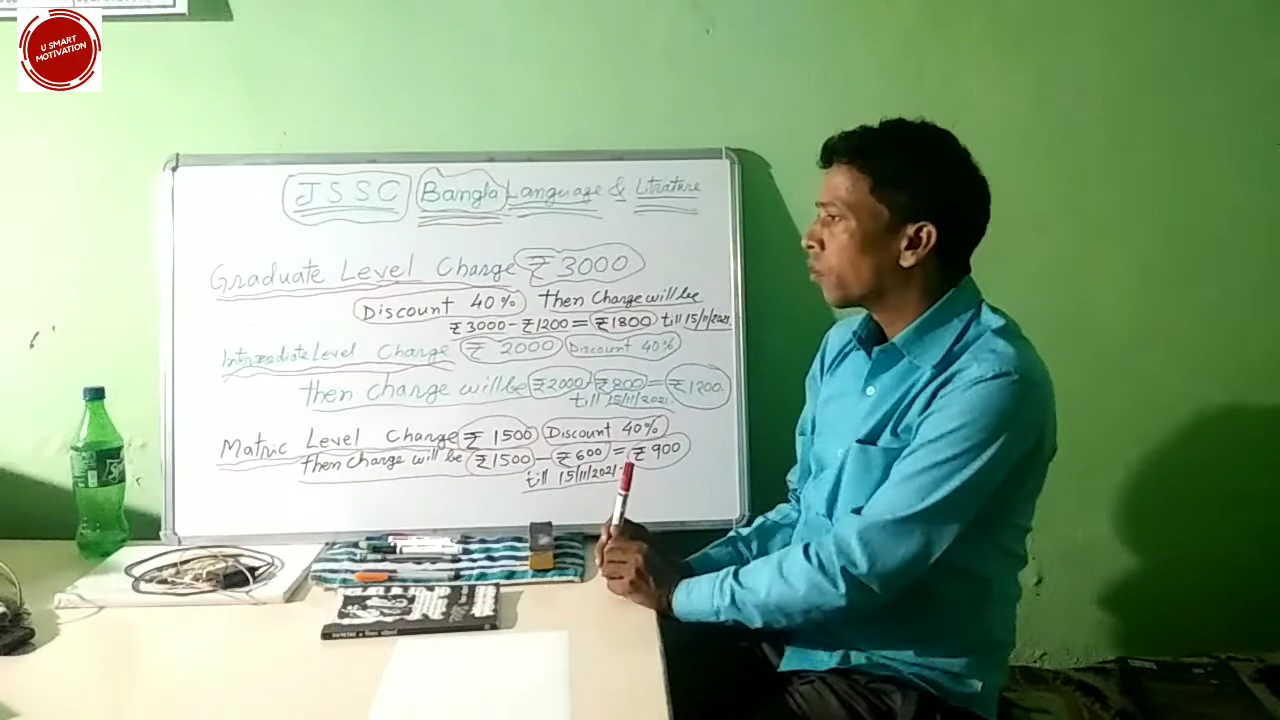 U SMART
MOTIVATION
JSSC Bangla Language & Litrature
Graduate Level Charge ₹ 3000
Discount 40% then Charge will be
₹ 3000 - ₹ 1200 = ₹ 1800 till 15/11/2021.
Intermediate Level Charge ₹ 2000 Discount 40%
then charge will be ₹ 2000 - ₹ 800 = ₹ 1200.
till 15/11/2021.
Matric Level Charge ₹ 1500 Discount 40%
then charge will be ₹ 1500 - ₹ 600 = ₹ 900
till 15/11/2021